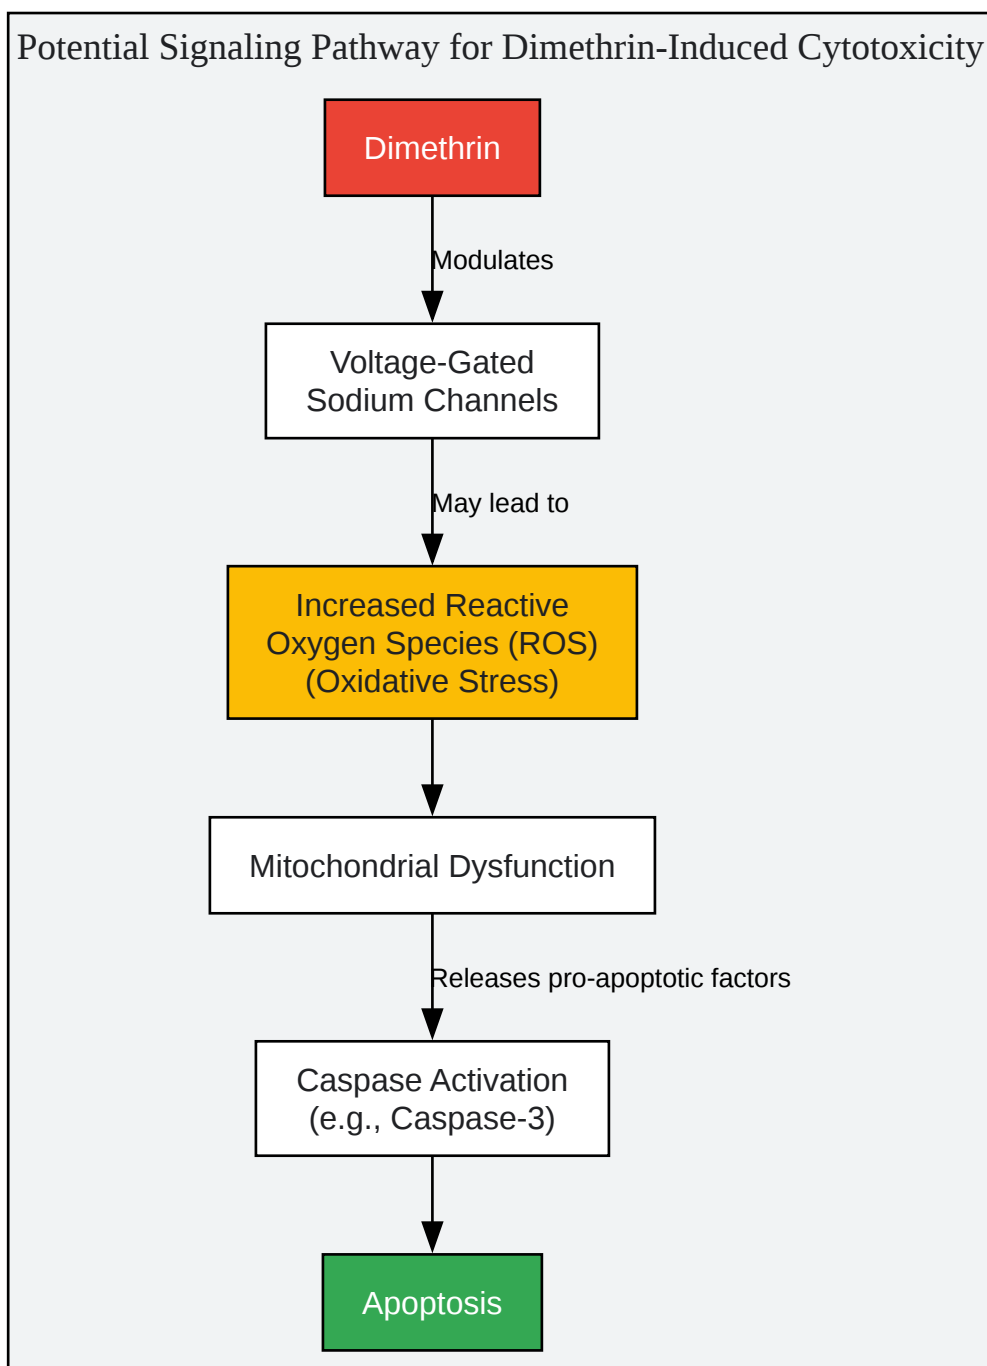 Potential Signaling Pathway for Dimethrin-Induced Cytotoxicity
Dimethrin
Modulates
Voltage-Gated
Sodium Channels
May lead to
Increased Reactive
Oxygen Species (ROS)
(Oxidative Stress)
Mitochondrial Dysfunction
Releases pro-apoptotic factors
Caspase Activation
(e.g., Caspase-3)
Apoptosis